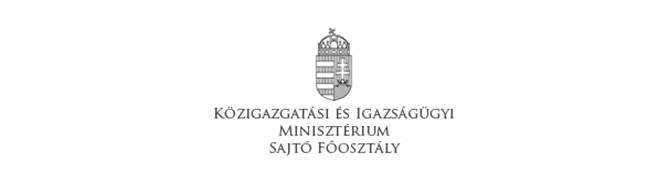 Közigazgatási és Igazságügyi
Minisztérium
Sajtó Főosztály